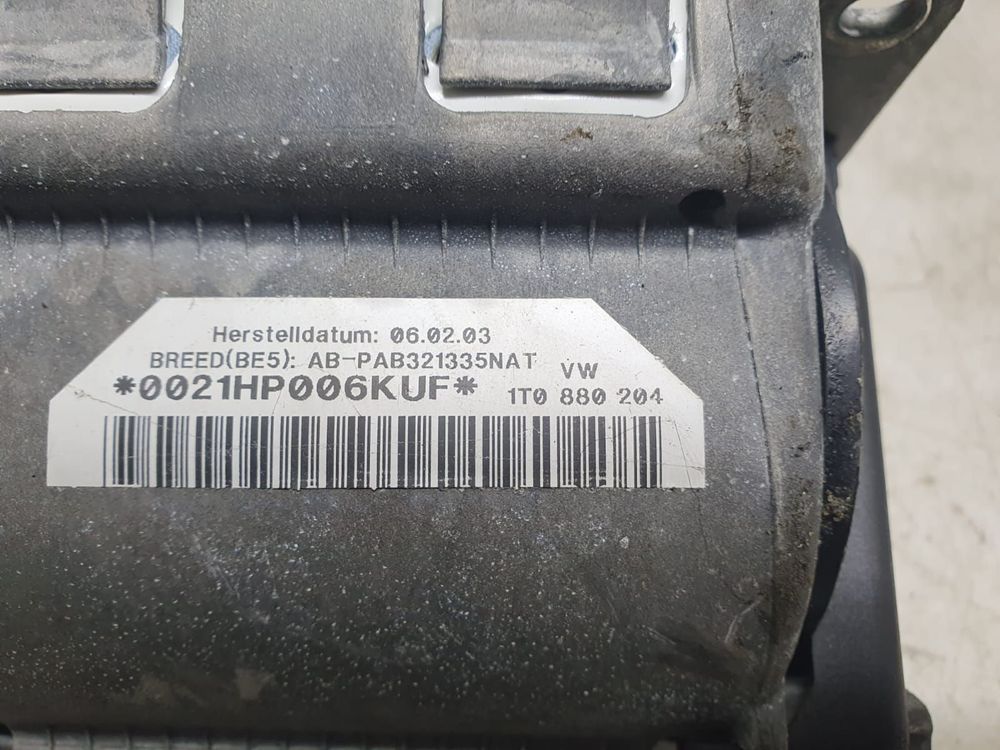 Herstelldatum: 06.02.03
BREED(BE5): AB-PAB321335NAT
VW
*0021HP006KUF*
1T0 880 204